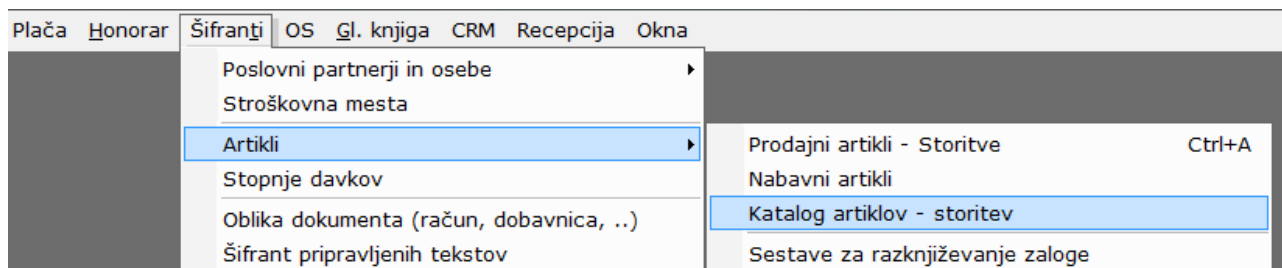 Plača Honorar Šifranti OS Gl. knjiga CRM Recepcija Okna
Poslovni partnerji in osebe
Stroškovna mesta
Artikli
Stopnje davkov
Oblika dokumenta (račun, dobavnica, ..)
Šifrant pripravljenih tekstov
Prodajni artikli - Storitve Ctrl+A
Nabavni artikli
Katalog artiklov - storitev
Sestave za razknjiževanje zaloge